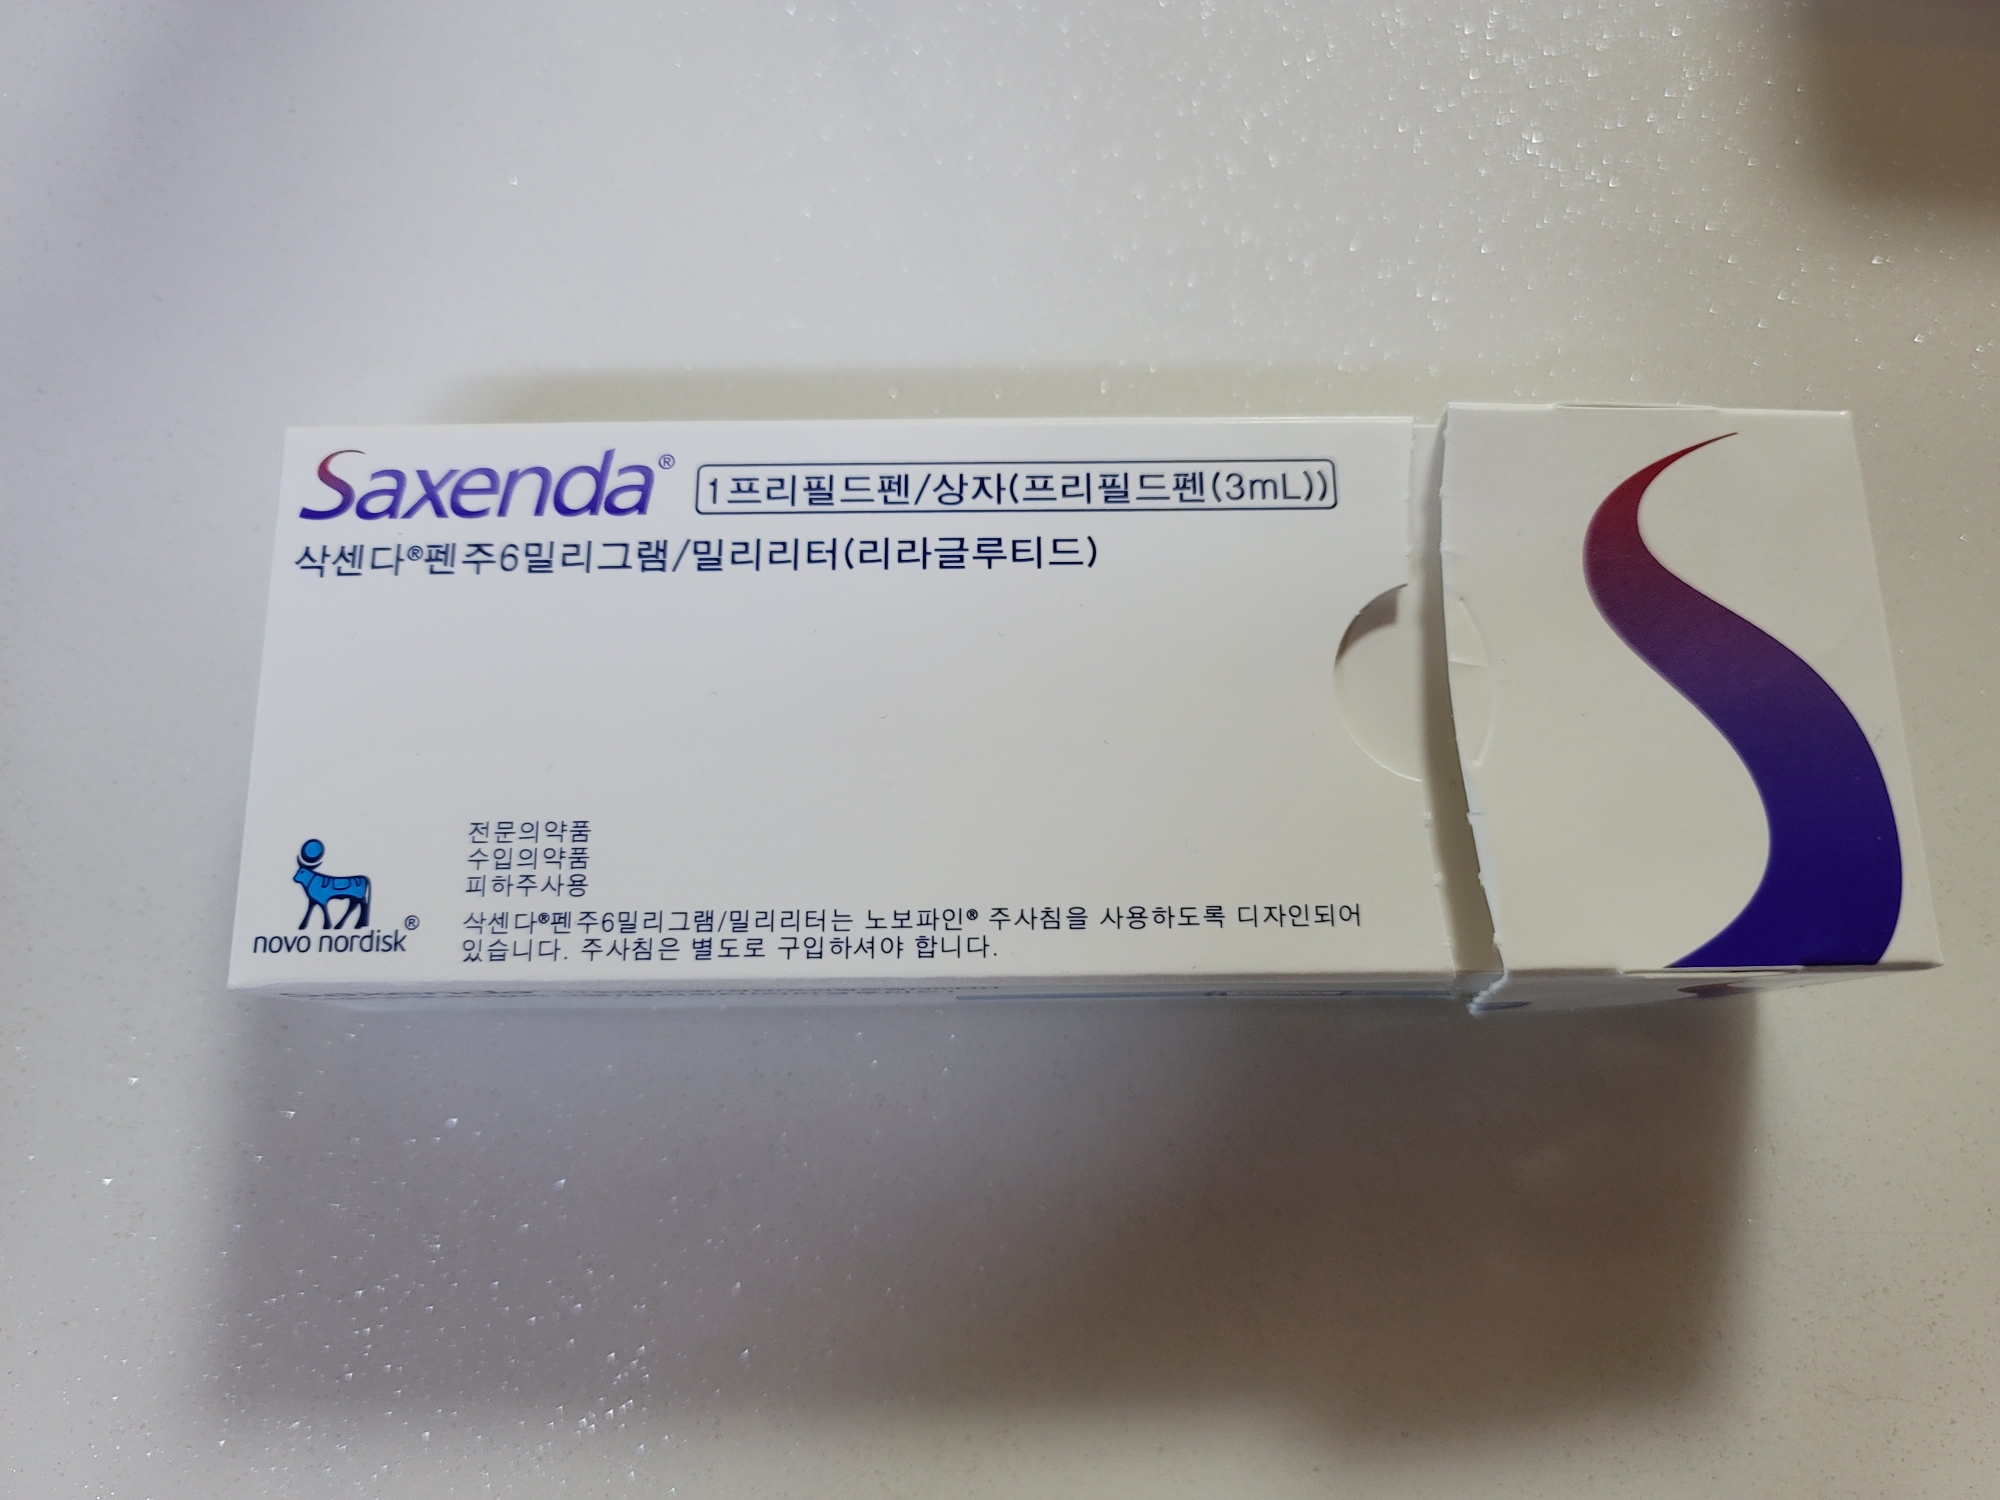 Saxenda® 1프리필드펜/상자(프리필드펜(3mL))
삭센다®펜주6밀리그램/밀리리터(리라글루티드)
전문의약품
수입의약품
피하주사용
삭센다®펜주6밀리그램/밀리리터는 노보파인® 주사침을 사용하도록 디자인되어
있습니다. 주사침은 별도로 구입하셔야 합니다.
novo nordisk®